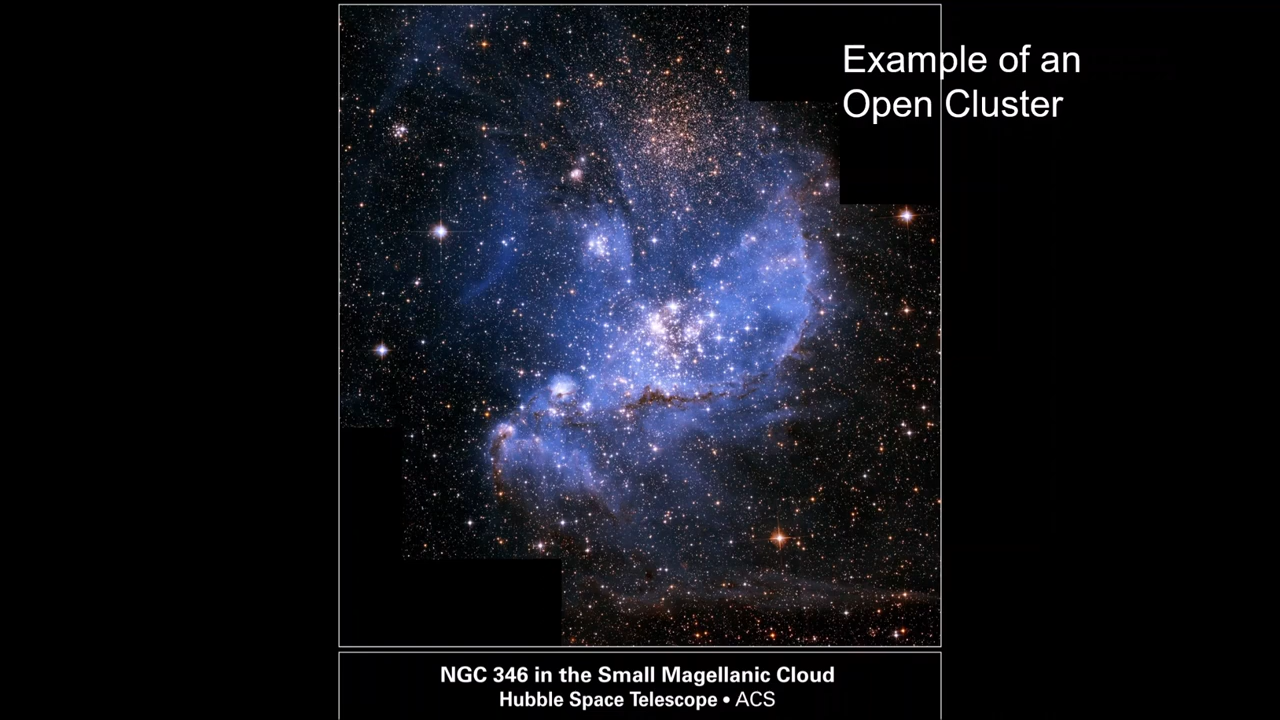 Example of an
Open Cluster
NGC 346 in the Small Magellanic Cloud
Hubble Space Telescope • ACS